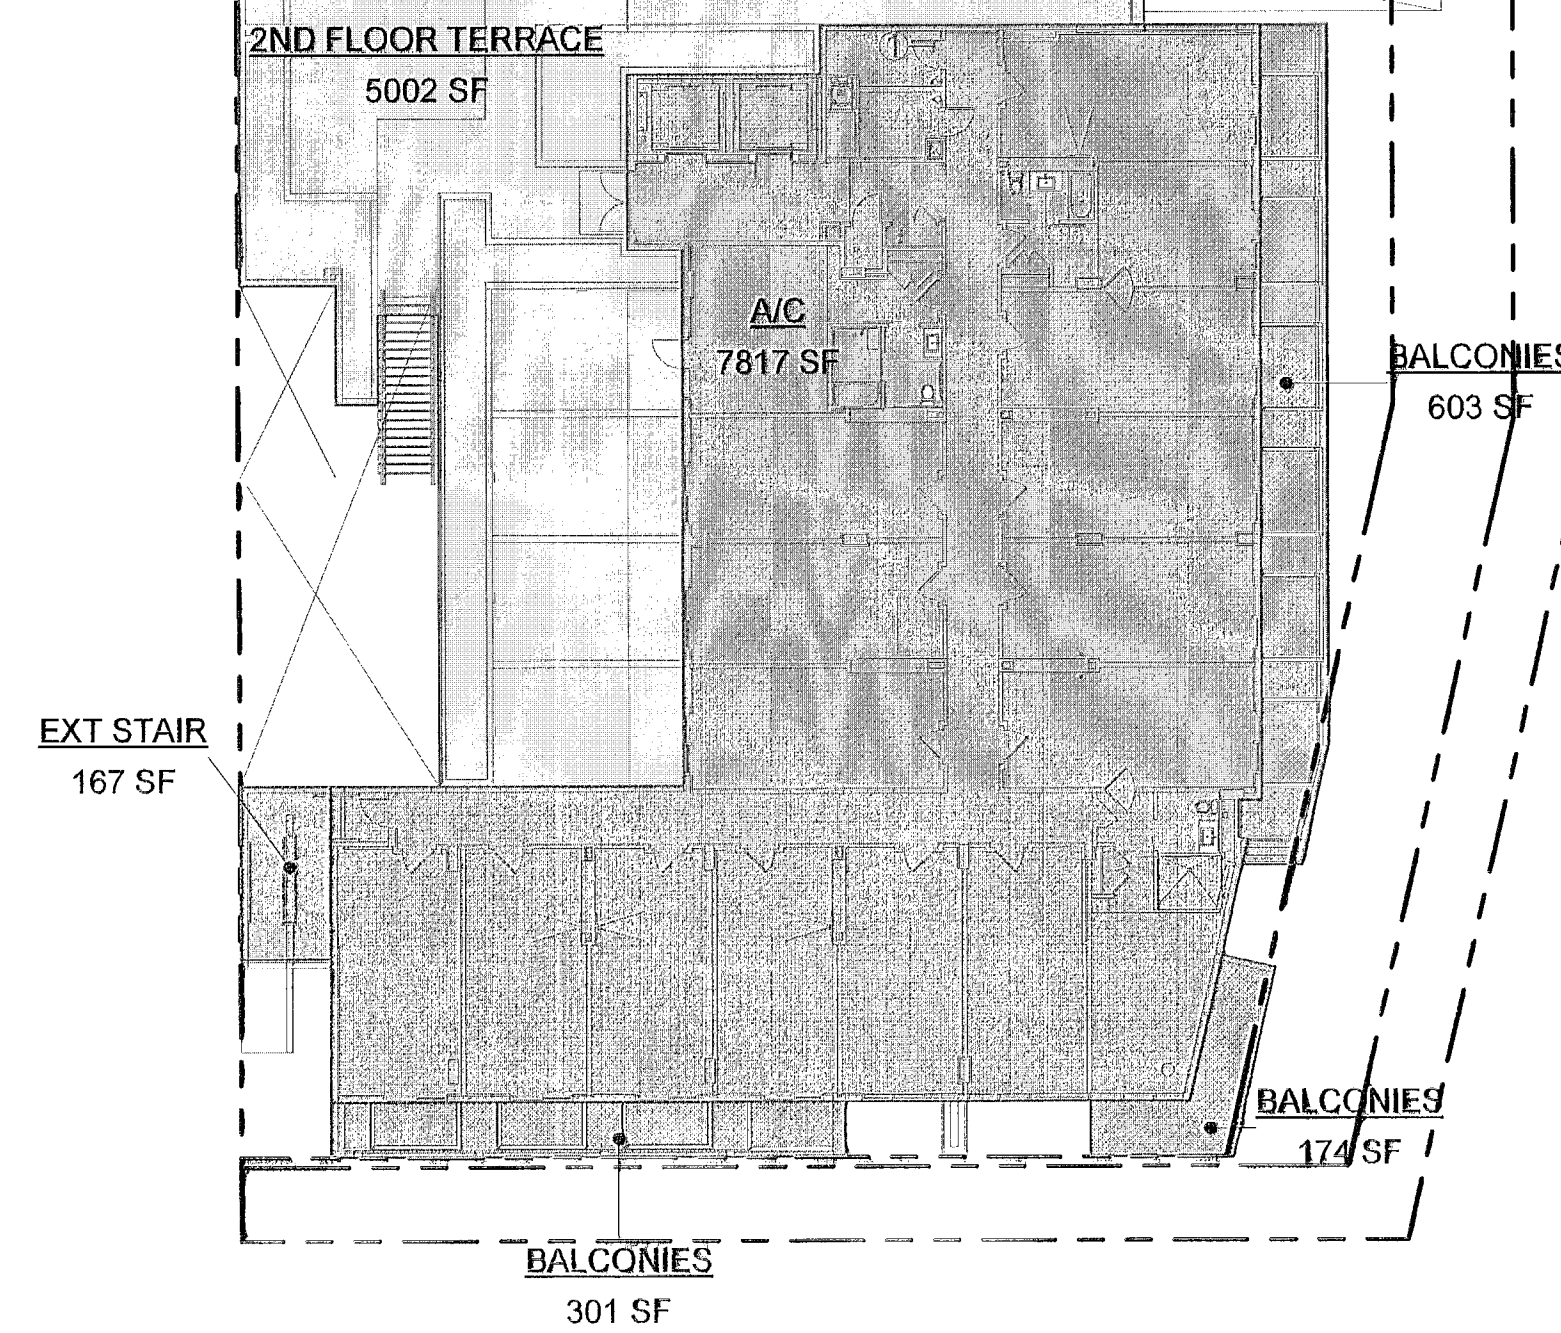 2ND FLOOR TERRACE
5002 SF
1
A/C
7817 SF
BALCONIES
603 SF
EXT STAIR
167 SF
BALCONIES
174 SF
BALCONIES
301 SF